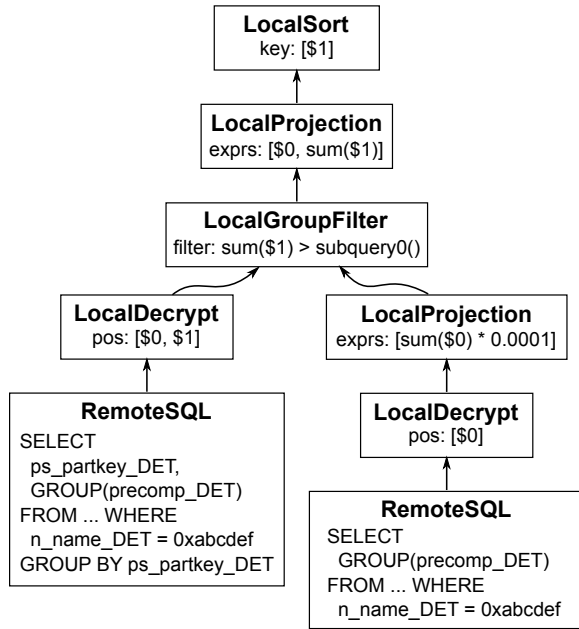 LocalSort
key: [$1]
LocalProjection
exprs: [$0, sum($1)]
LocalGroupFilter
filter: sum($1) > subquery0()
LocalDecrypt
pos: [$0, $1]
LocalProjection
exprs: [sum($0) * 0.0001]
RemoteSQL
SELECT
ps_partkey_DET,
GROUP(precomp_DET)
FROM ... WHERE
n_name_DET = 0xabcdef
GROUP BY ps_partkey_DET
LocalDecrypt
pos: [$0]
RemoteSQL
SELECT
GROUP(precomp_DET)
FROM ... WHERE
n_name_DET = 0xabcdef